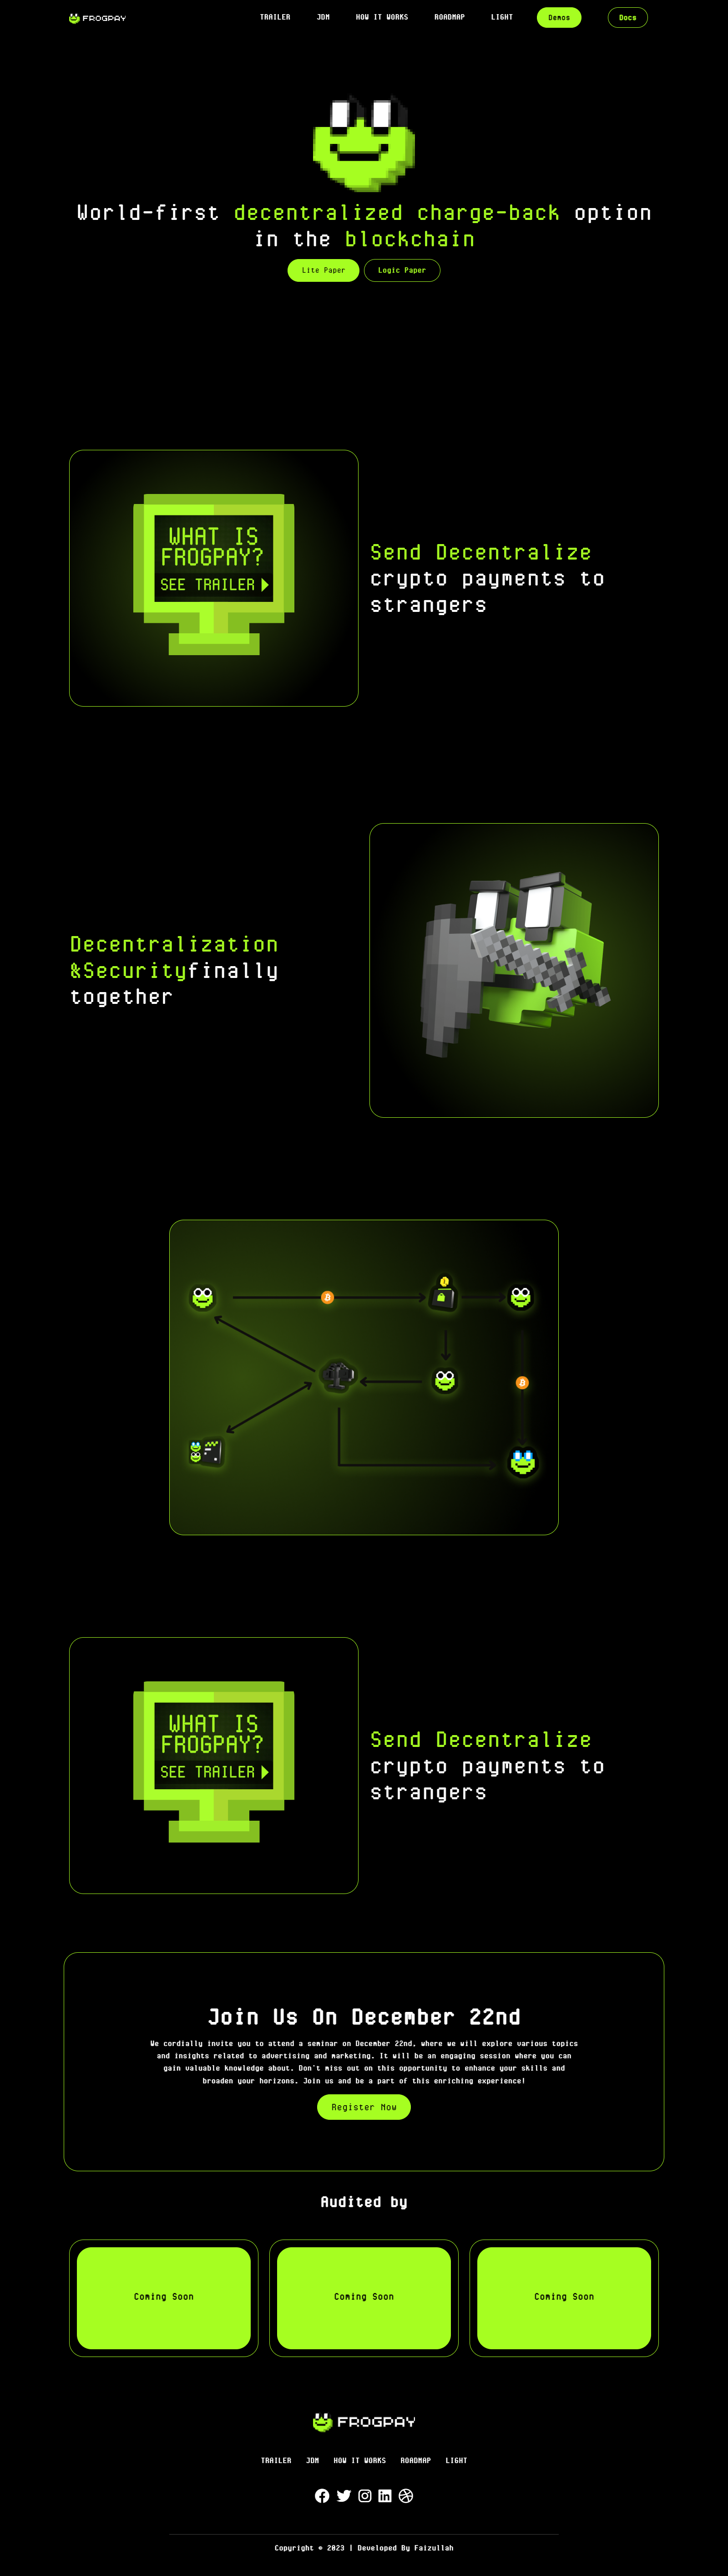 FROGPAY
TRAILER JDM HOW IT WORKS ROADMAP LIGHT Demos Docs
World-first decentralized charge-back option
in the blockchain
Lite Paper Logic Paper
WHAT IS
FROGPAY?
SEE TRAILER
Send Decentralize
crypto payments to
strangers
Decentralization
&Securityfinally
together
WHAT IS
FROGPAY?
SEE TRAILER
Send Decentralize
crypto payments to
strangers
Join Us On December 22nd
We cordially invite you to attend a seminar on December 22nd, where we will explore various topics
and insights related to advertising and marketing. It will be an engaging session where you can
gain valuable knowledge about. Don't miss out on this opportunity to enhance your skills and
broaden your horizons. Join us and be a part of this enriching experience!
Register Now
Audited by
Coming Soon Coming Soon Coming Soon
FROGPAY
TRAILER JDM HOW IT WORKS ROADMAP LIGHT
Copyright © 2023 | Developed By Faizullah